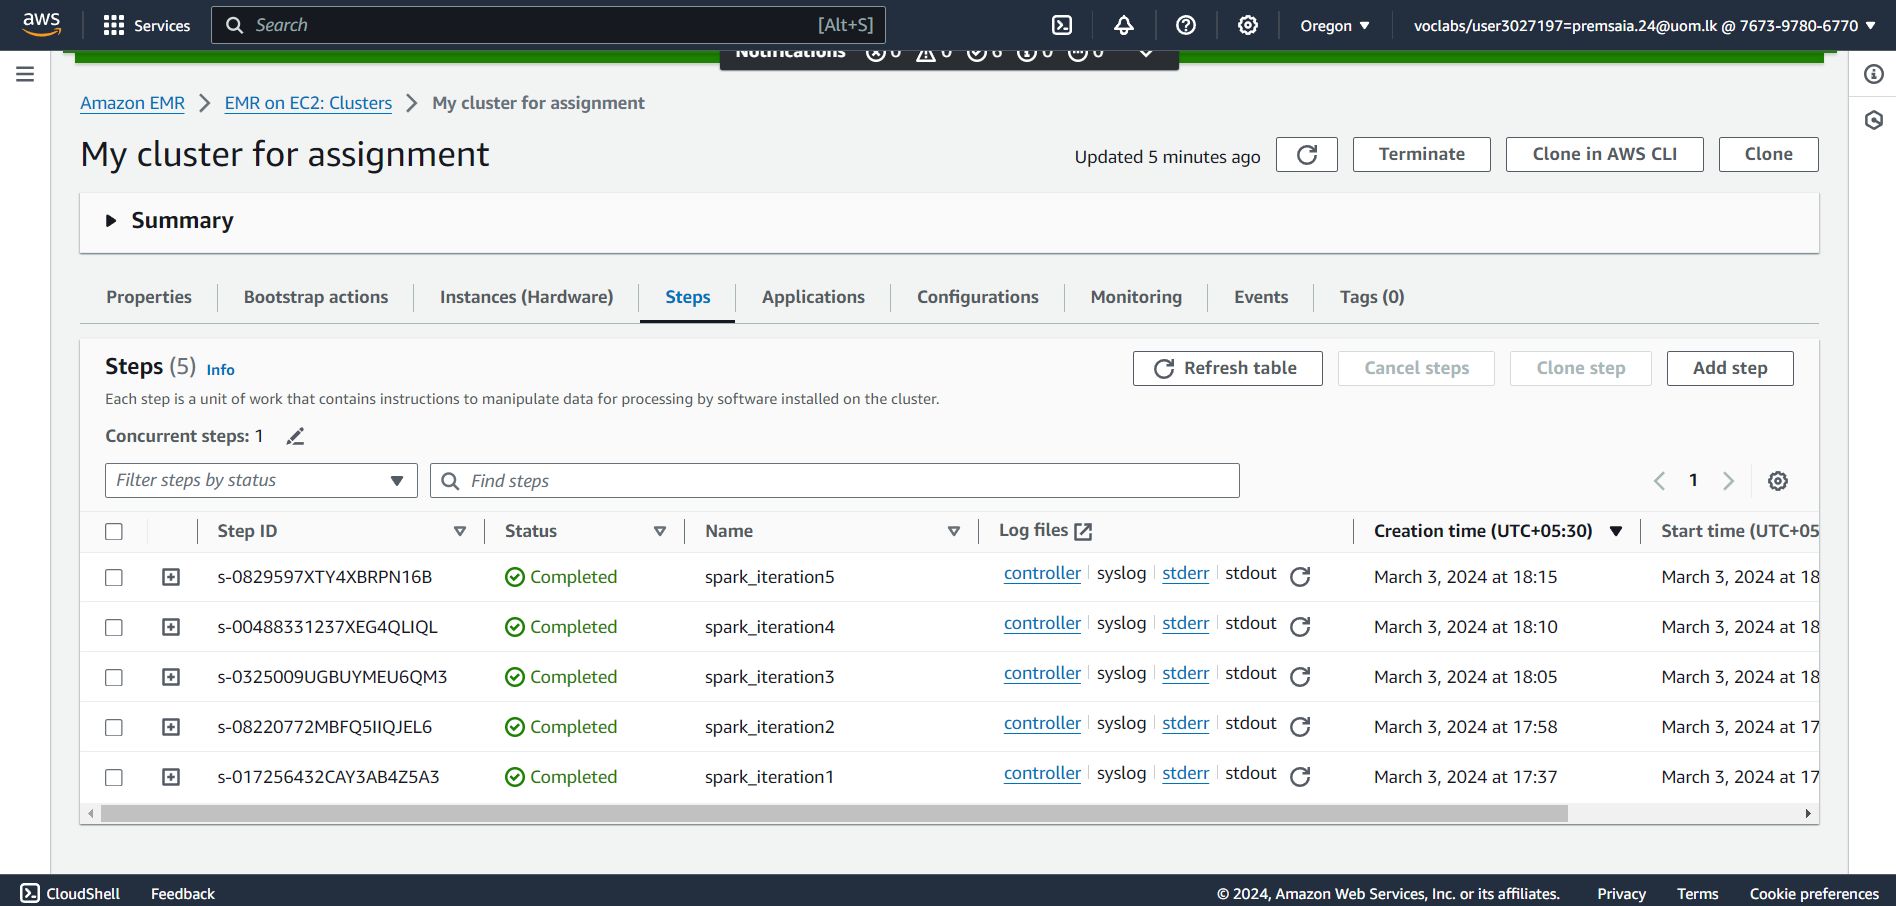 aws Services Search [Alt+S] Oregon voclabs/user3027197=premsaia.24@uom.lk @ 7673-9780-6770
Notifications 0 0 6 0 0
Amazon EMR EMR on EC2: Clusters My cluster for assignment
My cluster for assignment Updated 5 minutes ago Terminate Clone in AWS CLI Clone
Summary
Properties Bootstrap actions Instances (Hardware) Steps Applications Configurations Monitoring Events Tags (0)
Steps (5) Info Refresh table Cancel steps Clone step Add step
Each step is a unit of work that contains instructions to manipulate data for processing by software installed on the cluster.
Concurrent steps: 1
Filter steps by status Find steps 1
Step ID Status Name Log files Creation time (UTC+05:30) Start time (UTC+05
s-0829597XTY4XBRPN16B Completed spark_iteration5 controller syslog stderr stdout March 3, 2024 at 18:15 March 3, 2024 at 18
s-00488331237XEG4QLIQL Completed spark_iteration4 controller syslog stderr stdout March 3, 2024 at 18:10 March 3, 2024 at 18
s-0325009UGBUYMEU6QM3 Completed spark_iteration3 controller syslog stderr stdout March 3, 2024 at 18:05 March 3, 2024 at 18
s-08220772MBFQ5IIQJEL6 Completed spark_iteration2 controller syslog stderr stdout March 3, 2024 at 17:58 March 3, 2024 at 17
s-017256432CAY3AB4Z5A3 Completed spark_iteration1 controller syslog stderr stdout March 3, 2024 at 17:37 March 3, 2024 at 17
CloudShell Feedback © 2024, Amazon Web Services, Inc. or its affiliates. Privacy Terms Cookie preferences